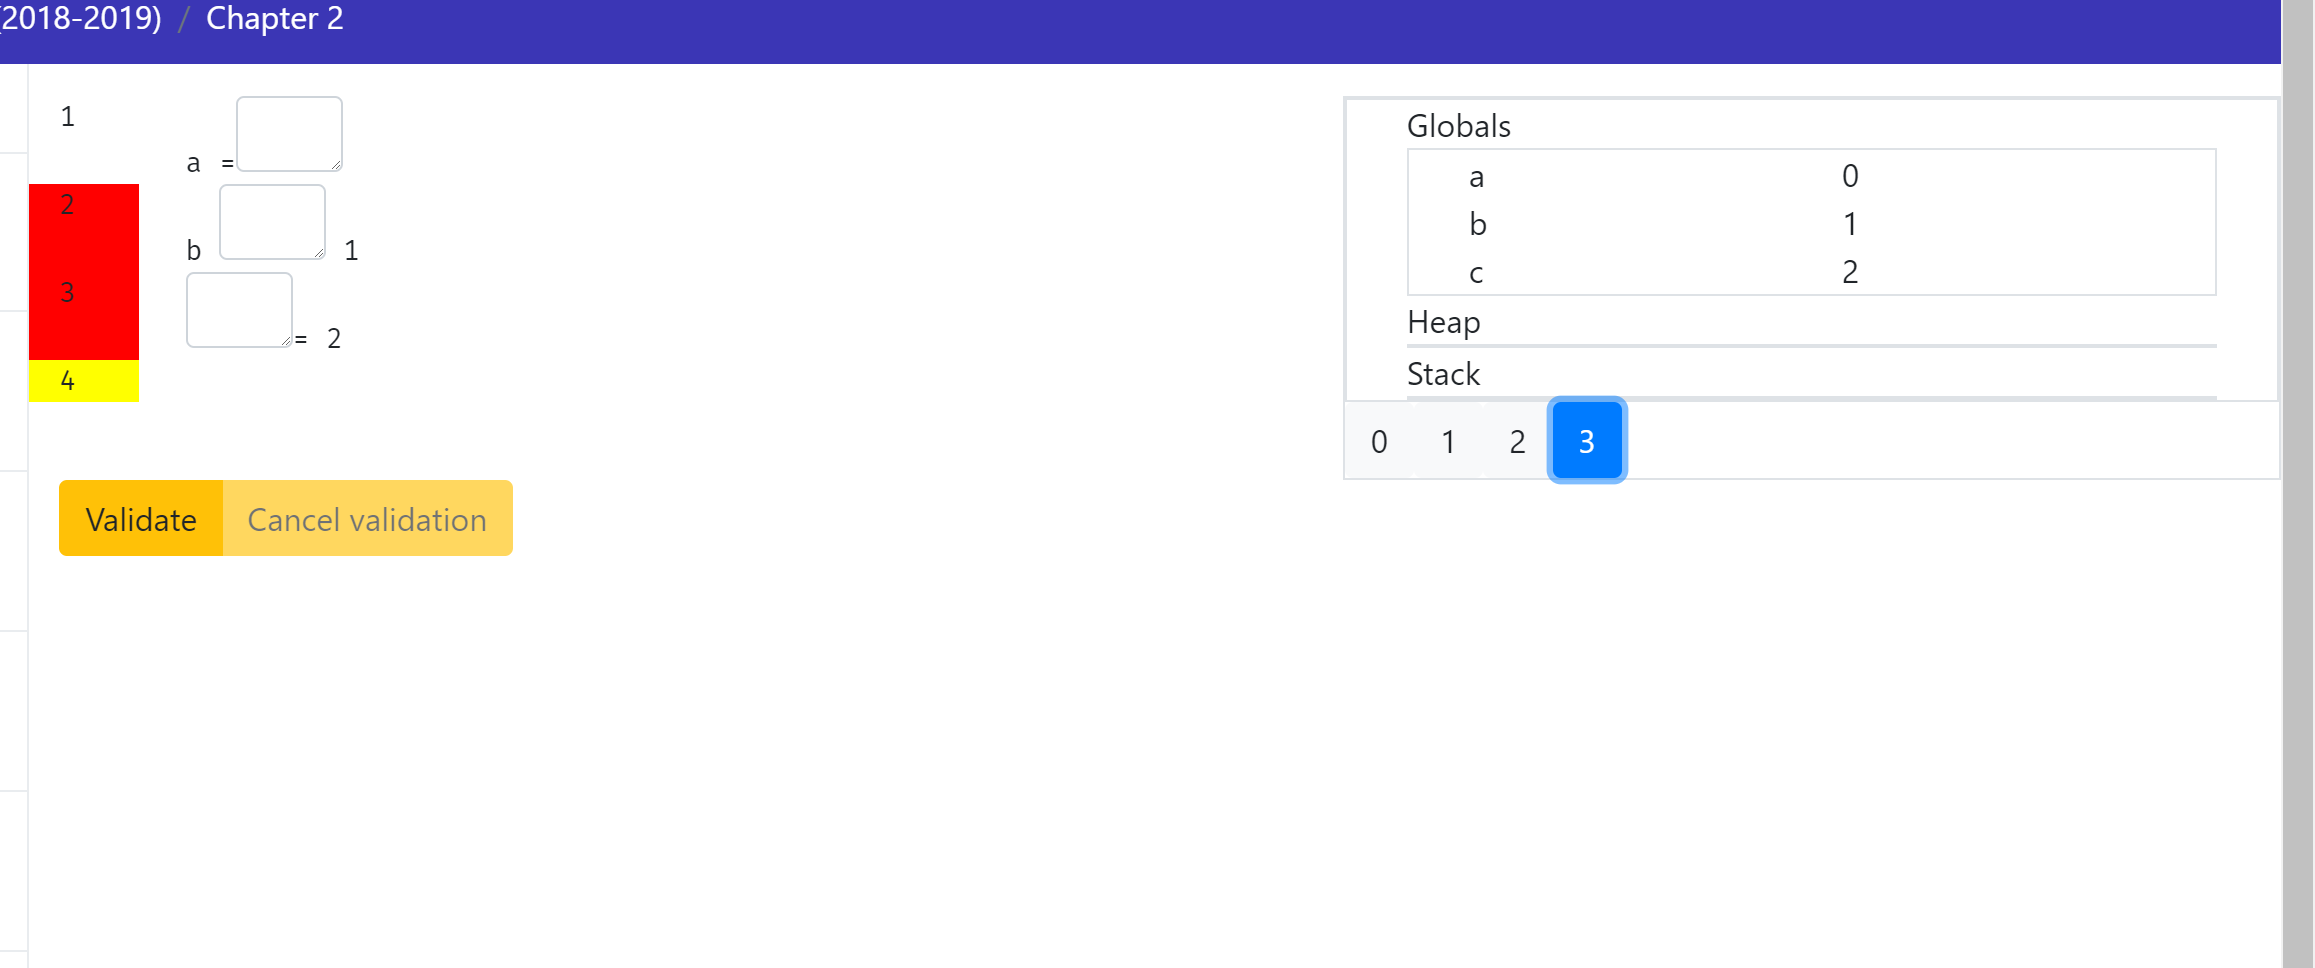 (2018-2019) / Chapter 2
1
a =
2
b 1
3
= 2
4
Validate Cancel validation
Globals
a 0
b 1
c 2
Heap
Stack
0 1 2 3